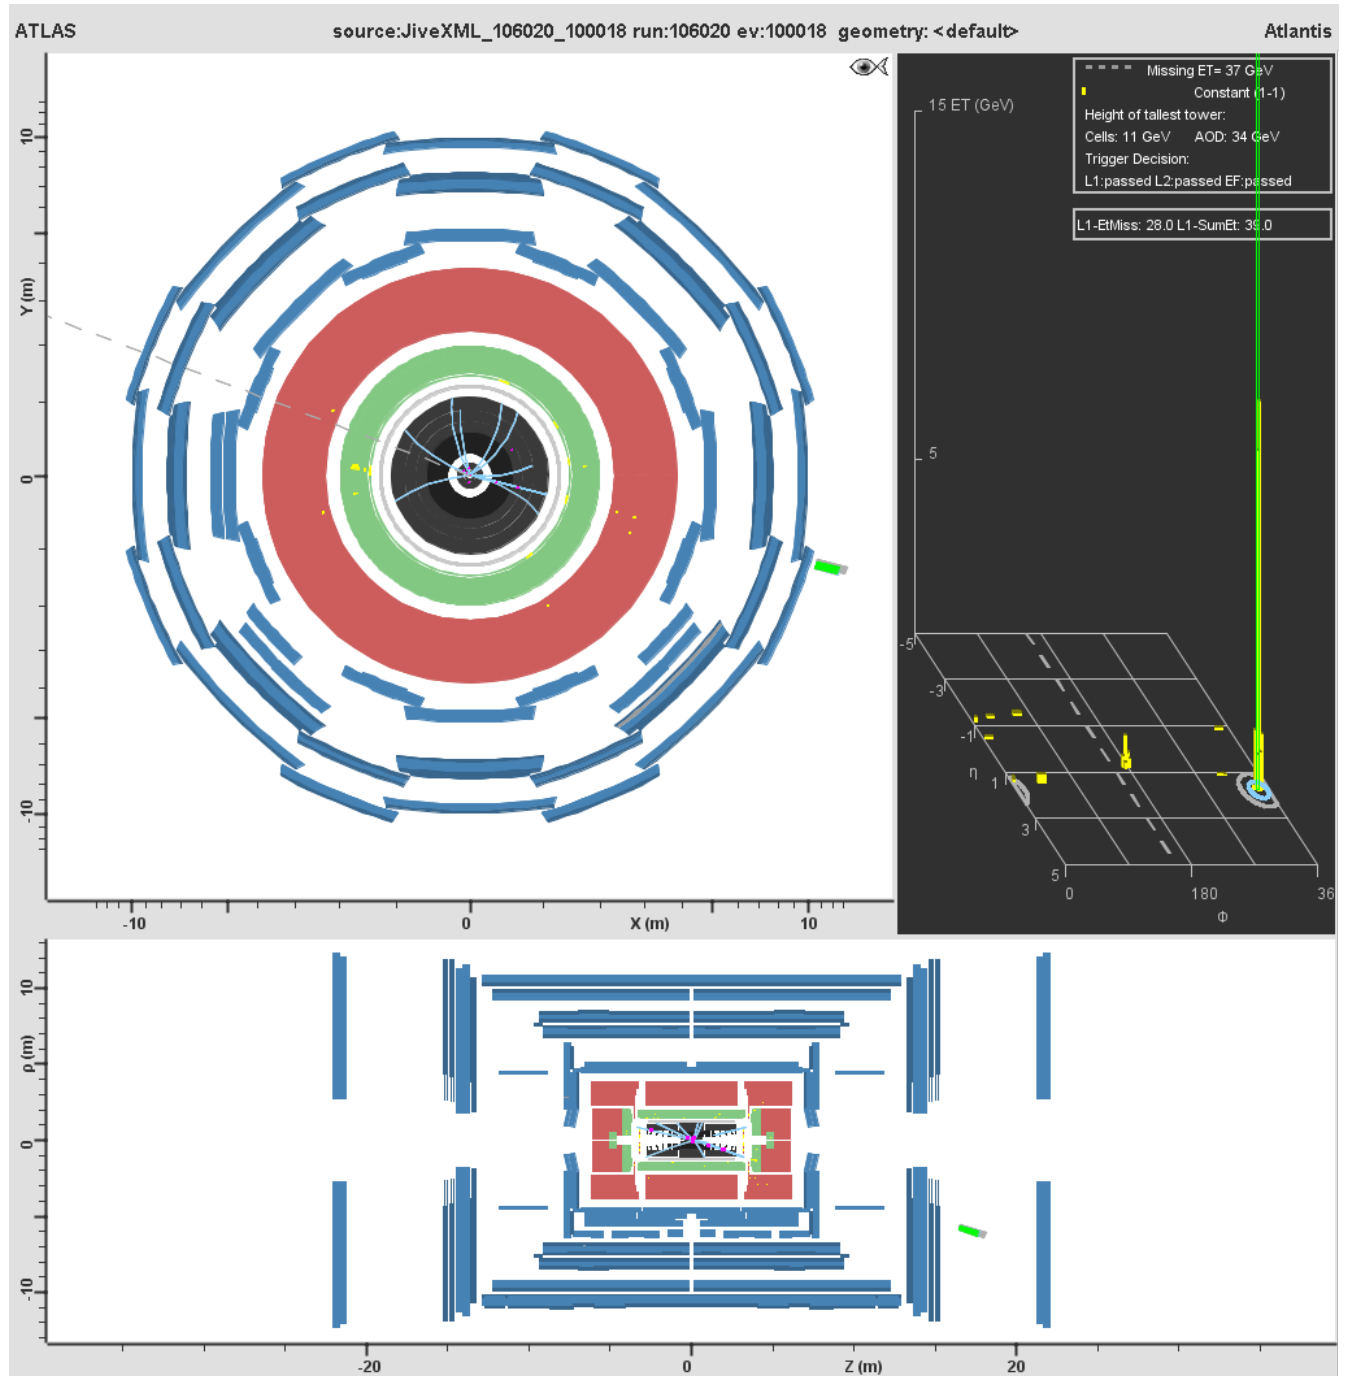 ATLAS source:JiveXML_106020_100018 run:106020 ev:100018 geometry: <default> Atlantis
10
Y (m)
0
-10
-10 0 X (m) 10
15 ET (GeV)
5
Missing ET= 37 GeV
Constant (1-1)
Height of tallest tower:
Cells: 11 GeV AOD: 34 GeV
Trigger Decision:
L1:passed L2:passed EF:passed
L1-EtMiss: 28.0 L1-SumEt: 39.0
-5
-3
-1
η
1
3
5
0 180 36
Φ
10
ρ (m)
0
-10
-20 0 Z (m) 20